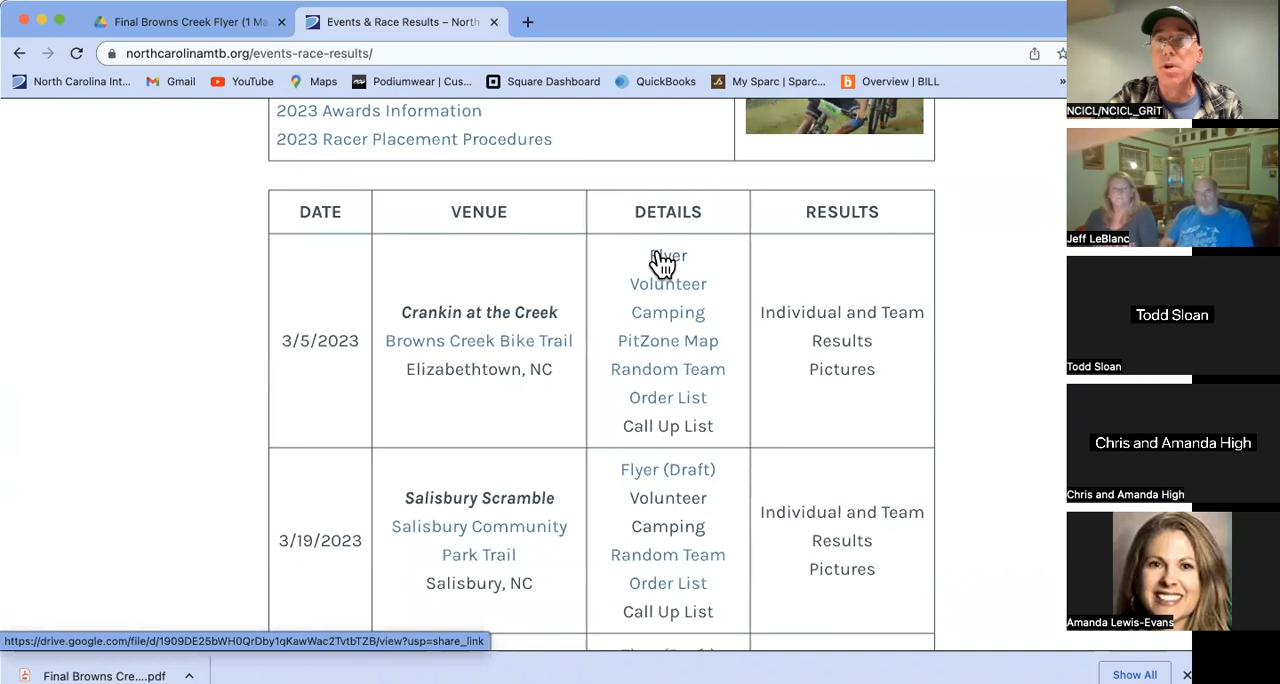 Final Browns Creek Flyer (1 Ma
Events & Race Results – North
northcarolinamtb.org/events-race-results/
North Carolina Int...
Gmail
YouTube
Maps
Podiumwear | Cus...
Square Dashboard
QuickBooks
My Sparc | Sparc...
Overview | BILL
»
2023 Awards Information
2023 Racer Placement Procedures
DATE
VENUE
DETAILS
RESULTS
3/5/2023
Crankin at the Creek
Browns Creek Bike Trail
Elizabethtown, NC
Flyer
Volunteer
Camping
PitZone Map
Random Team
Order List
Call Up List
Individual and Team
Results
Pictures
3/19/2023
Salisbury Scramble
Salisbury Community
Park Trail
Salisbury, NC
Flyer (Draft)
Volunteer
Camping
Random Team
Order List
Call Up List
Individual and Team
Results
Pictures
https://drive.google.com/file/d/1909DE25bWH0QrDby1qKawWac2TvtbTZB/view?usp=share_link
Final Browns Cre....pdf
Show All
NCICL/NCICL_GRiT
Jeff LeBlanc
Todd Sloan
Todd Sloan
Chris and Amanda High
Chris and Amanda High
Amanda Lewis-Evans